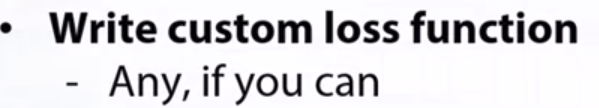 • Write custom loss function
- Any, if you can